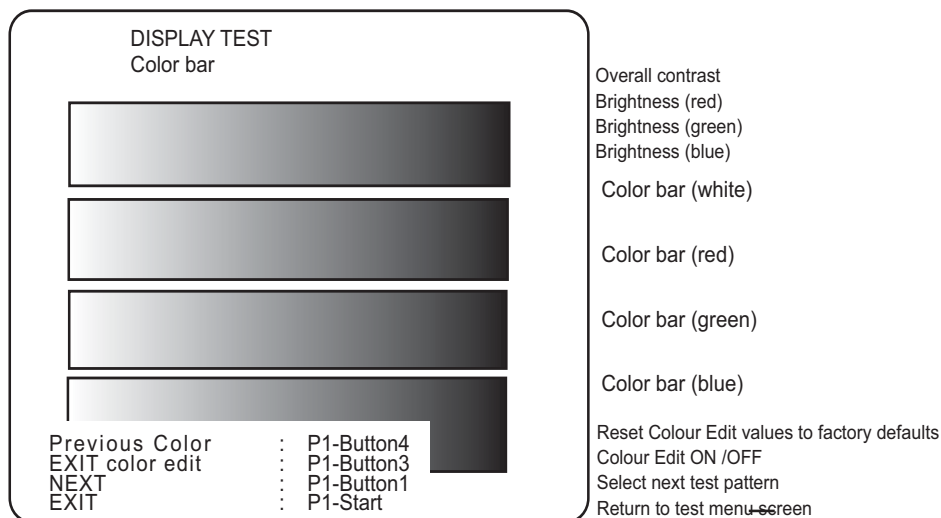 DISPLAY TEST
Color bar
Overall contrast
Brightness (red)
Brightness (green)
Brightness (blue)
Color bar (white)
Color bar (red)
Color bar (green)
Color bar (blue)
Previous Color : P1-Button4
EXIT color edit : P1-Button3
NEXT : P1-Button1
EXIT : P1-Start
Reset Colour Edit values to factory defaults
Colour Edit ON /OFF
Select next test pattern
Return to test menu screen